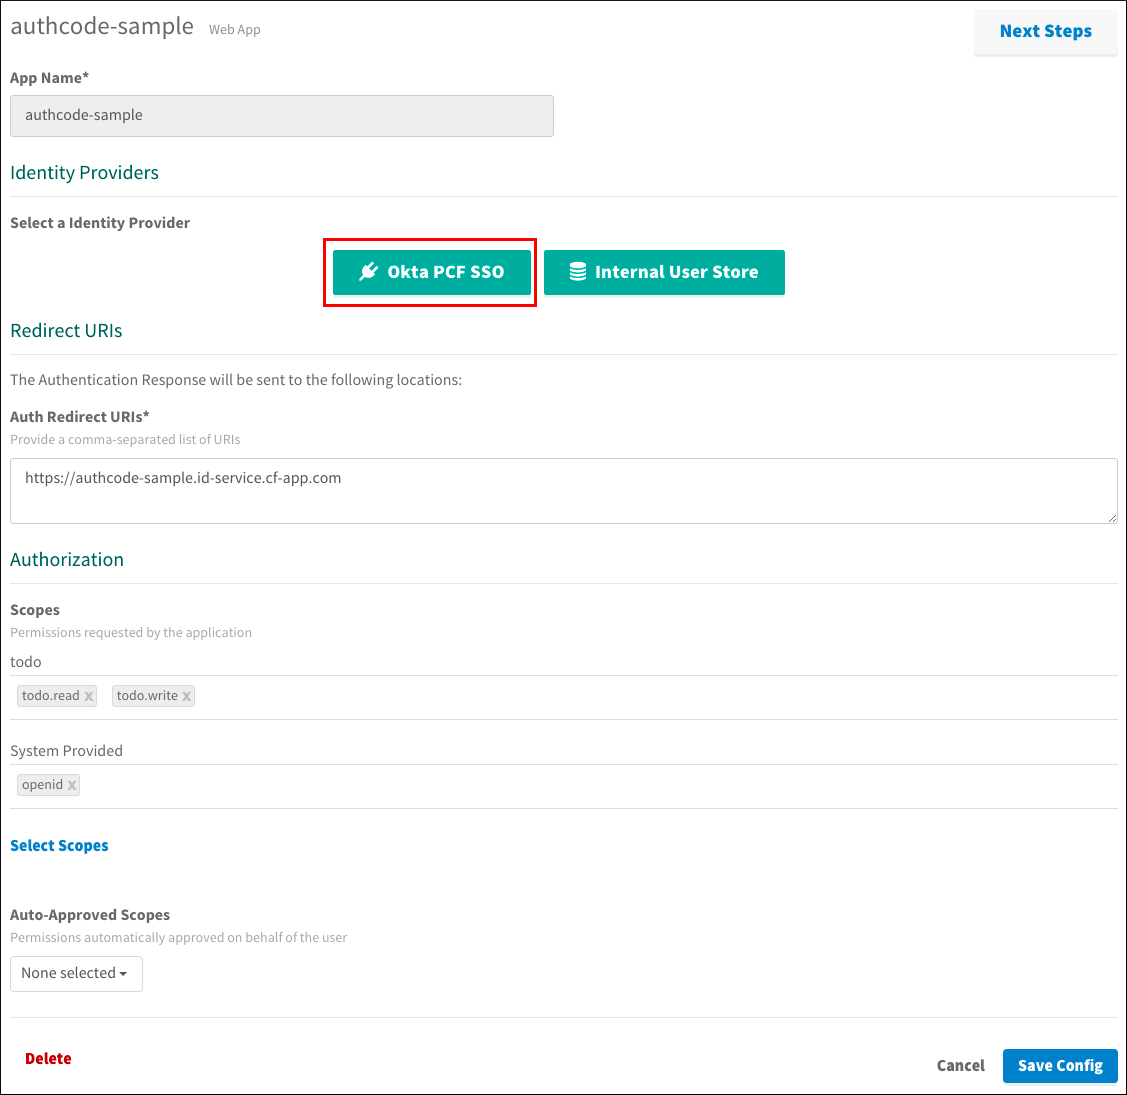 authcode-sample Web App
Next Steps
App Name*
authcode-sample
Identity Providers
Select a Identity Provider
Okta PCF SSO
Internal User Store
Redirect URIs
The Authentication Response will be sent to the following locations:
Auth Redirect URIs*
Provide a comma-separated list of URIs
https://authcode-sample.id-service.cf-app.com
Authorization
Scopes
Permissions requested by the application
todo
todo.read x todo.write x
System Provided
openid x
Select Scopes
Auto-Approved Scopes
Permissions automatically approved on behalf of the user
None selected
Delete
Cancel
Save Config